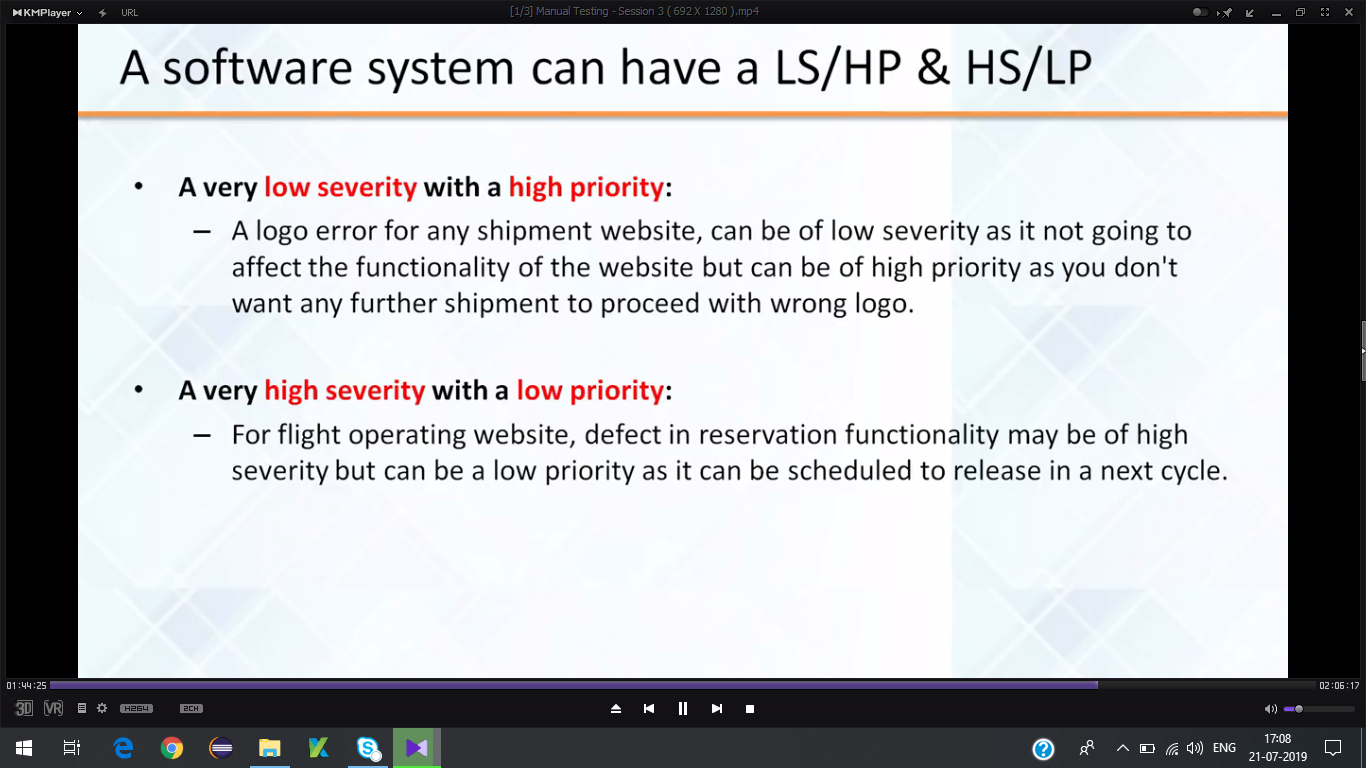 KMPlayer
URL
[1/3] Manual Testing - Session 3 ( 692 X 1280 ).mp4
A software system can have a LS/HP & HS/LP
• A very low severity with a high priority:
– A logo error for any shipment website, can be of low severity as it not going to
affect the functionality of the website but can be of high priority as you don't
want any further shipment to proceed with wrong logo.
• A very high severity with a low priority:
– For flight operating website, defect in reservation functionality may be of high
severity but can be a low priority as it can be scheduled to release in a next cycle.
01:44:25
02:06:17
3D VR H264 2CH
ENG
17:08
21-07-2019